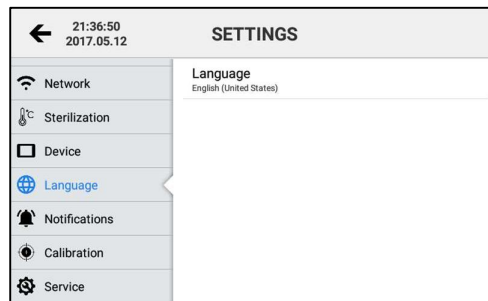 21:36:50
2017.05.12
SETTINGS
Network
°C Sterilization
Device
Language
Notifications
Calibration
Service
Language
English (United States)